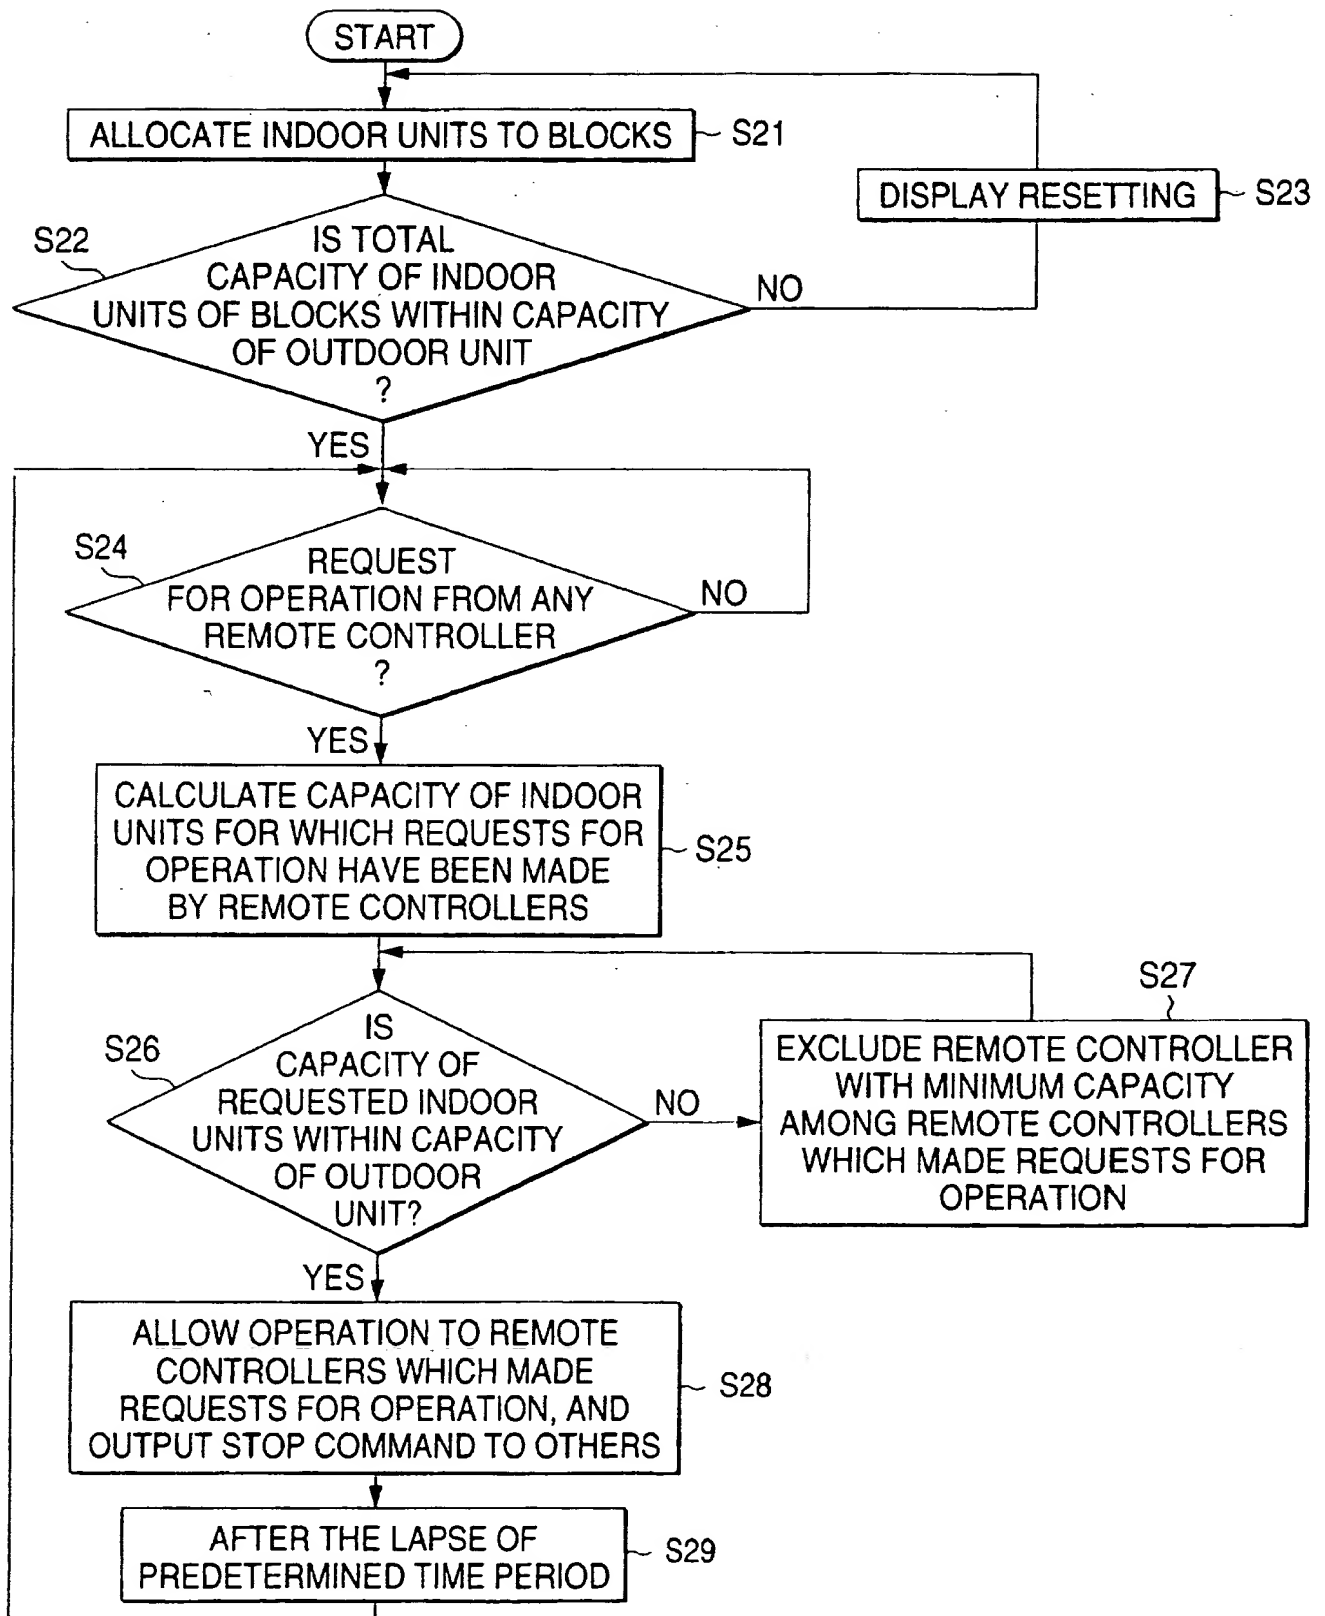 START
ALLOCATE INDOOR UNITS TO BLOCKS
S21
DISPLAY RESETTING
S23
S22
IS TOTAL
CAPACITY OF INDOOR
UNITS OF BLOCKS WITHIN CAPACITY
OF OUTDOOR UNIT
?
NO
YES
S24
REQUEST
FOR OPERATION FROM ANY
REMOTE CONTROLLER
?
NO
YES
CALCULATE CAPACITY OF INDOOR
UNITS FOR WHICH REQUESTS FOR
OPERATION HAVE BEEN MADE
BY REMOTE CONTROLLERS
S25
S26
IS
CAPACITY OF
REQUESTED INDOOR
UNITS WITHIN CAPACITY
OF OUTDOOR
UNIT?
NO
S27
EXCLUDE REMOTE CONTROLLER
WITH MINIMUM CAPACITY
AMONG REMOTE CONTROLLERS
WHICH MADE REQUESTS FOR
OPERATION
YES
ALLOW OPERATION TO REMOTE
CONTROLLERS WHICH MADE
REQUESTS FOR OPERATION, AND
OUTPUT STOP COMMAND TO OTHERS
S28
AFTER THE LAPSE OF
PREDETERMINED TIME PERIOD
S29